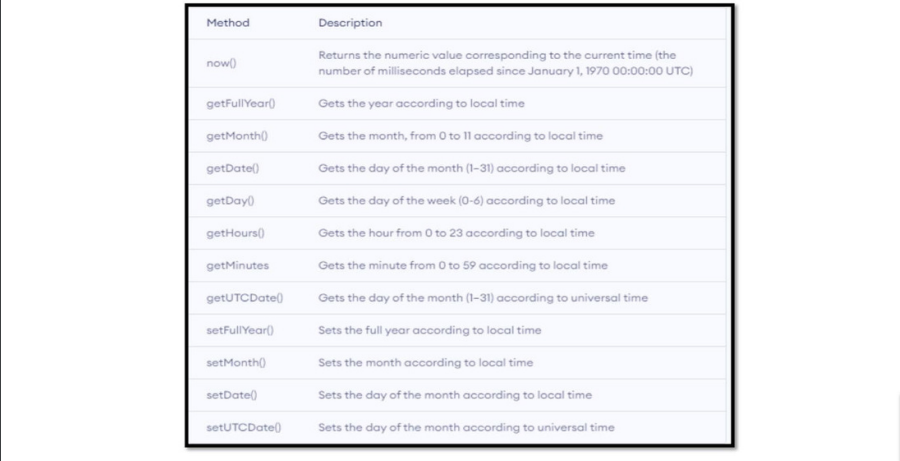 Method Description
now() Returns the numeric value corresponding to the current time (the
number of milliseconds elapsed since January 1, 1970 00:00:00 UTC)
getFullYear() Gets the year according to local time
getMonth() Gets the month, from 0 to 11 according to local time
getDate() Gets the day of the month (1–31) according to local time
getDay() Gets the day of the week (0-6) according to local time
getHours() Gets the hour from 0 to 23 according to local time
getMinutes Gets the minute from 0 to 59 according to local time
getUTCDate() Gets the day of the month (1–31) according to universal time
setFullYear() Sets the full year according to local time
setMonth() Sets the month according to local time
setDate() Sets the day of the month according to local time
setUTCDate() Sets the day of the month according to universal time